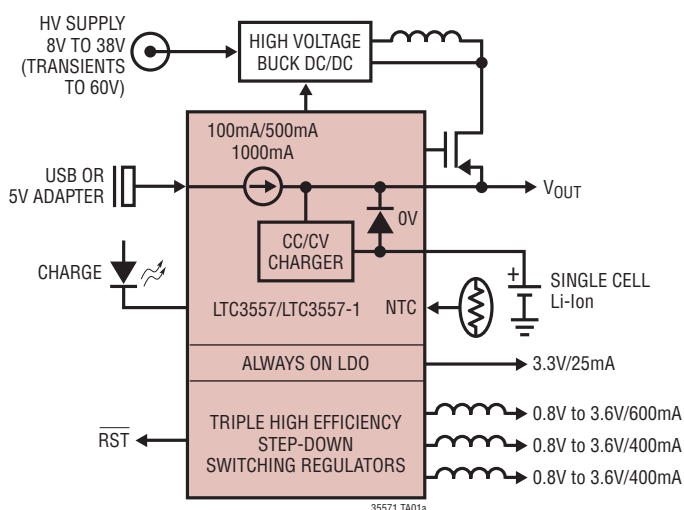 HV SUPPLY
8V TO 38V
(TRANSIENTS
TO 60V)
HIGH VOLTAGE
BUCK DC/DC
100mA/500mA
1000mA
USB OR
5V ADAPTER
VOUT
0V
CC/CV
CHARGER
CHARGE
LTC3557/LTC3557-1
NTC
+
SINGLE CELL
Li-Ion
ALWAYS ON LDO
3.3V/25mA
TRIPLE HIGH EFFICIENCY
STEP-DOWN
SWITCHING REGULATORS
RST
0.8V to 3.6V/600mA
0.8V to 3.6V/400mA
0.8V to 3.6V/400mA
35571 TA01a